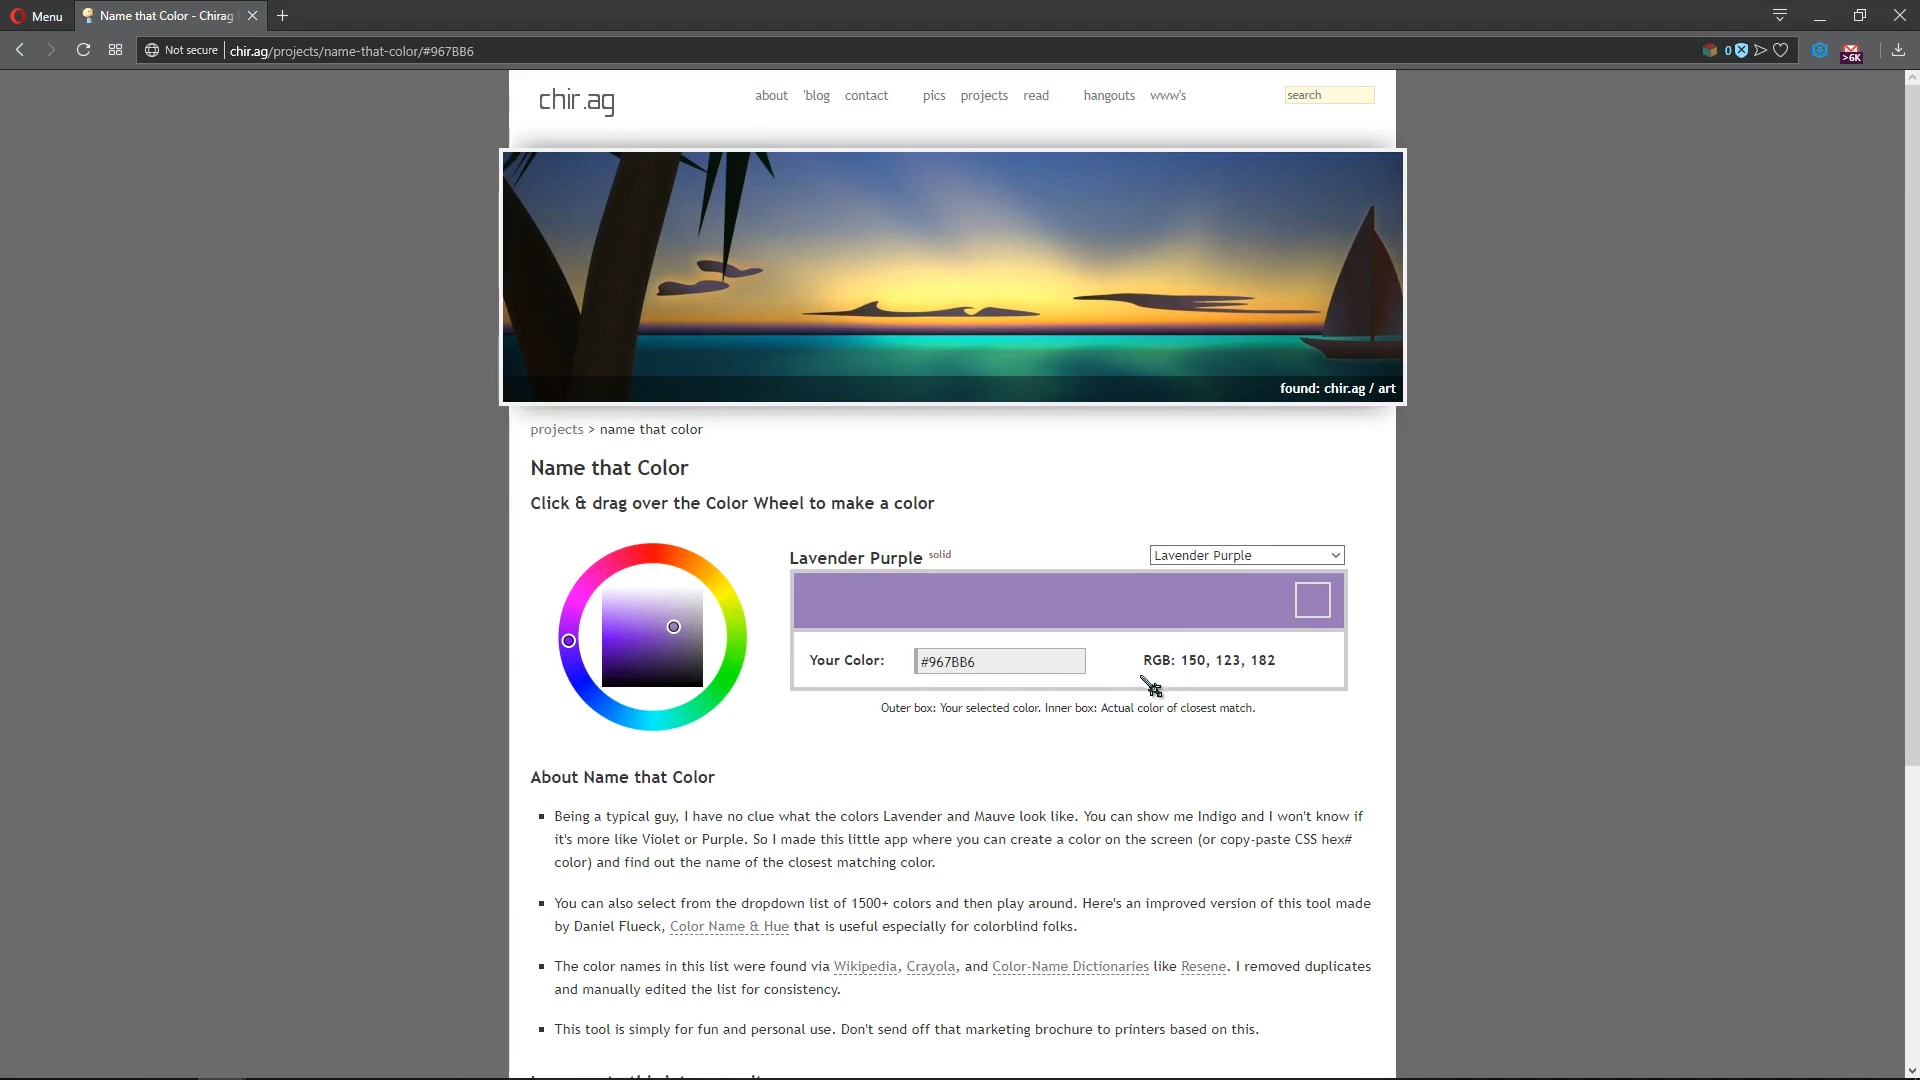 Menu
Name that Color - Chirag
Not secure
chir.ag/projects/name-that-color/#967BB6
0
>6K
chir.ag
about 'blog contact pics projects read hangouts www's
search
found: chir.ag / art
projects > name that color
Name that Color
Click & drag over the Color Wheel to make a color
Lavender Purple solid
Lavender Purple
Your Color: #967BB6 RGB: 150, 123, 182
Outer box: Your selected color. Inner box: Actual color of closest match.
About Name that Color
Being a typical guy, I have no clue what the colors Lavender and Mauve look like. You can show me Indigo and I won't know if
it's more like Violet or Purple. So I made this little app where you can create a color on the screen (or copy-paste CSS hex#
color) and find out the name of the closest matching color.
You can also select from the dropdown list of 1500+ colors and then play around. Here's an improved version of this tool made
by Daniel Flueck, Color Name & Hue that is useful especially for colorblind folks.
The color names in this list were found via Wikipedia, Crayola, and Color-Name Dictionaries like Resene. I removed duplicates
and manually edited the list for consistency.
This tool is simply for fun and personal use. Don't send off that marketing brochure to printers based on this.